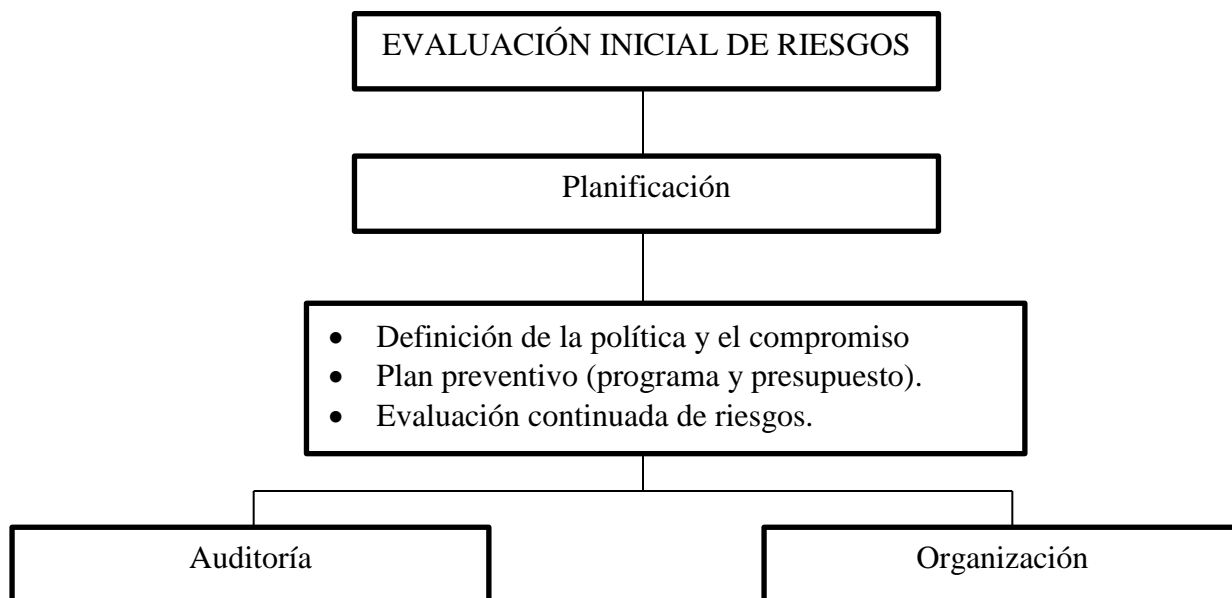 EVALUACIÓN INICIAL DE RIESGOS
Planificación
• Definición de la política y el compromiso
• Plan preventivo (programa y presupuesto).
• Evaluación continuada de riesgos.
Auditoría
Organización